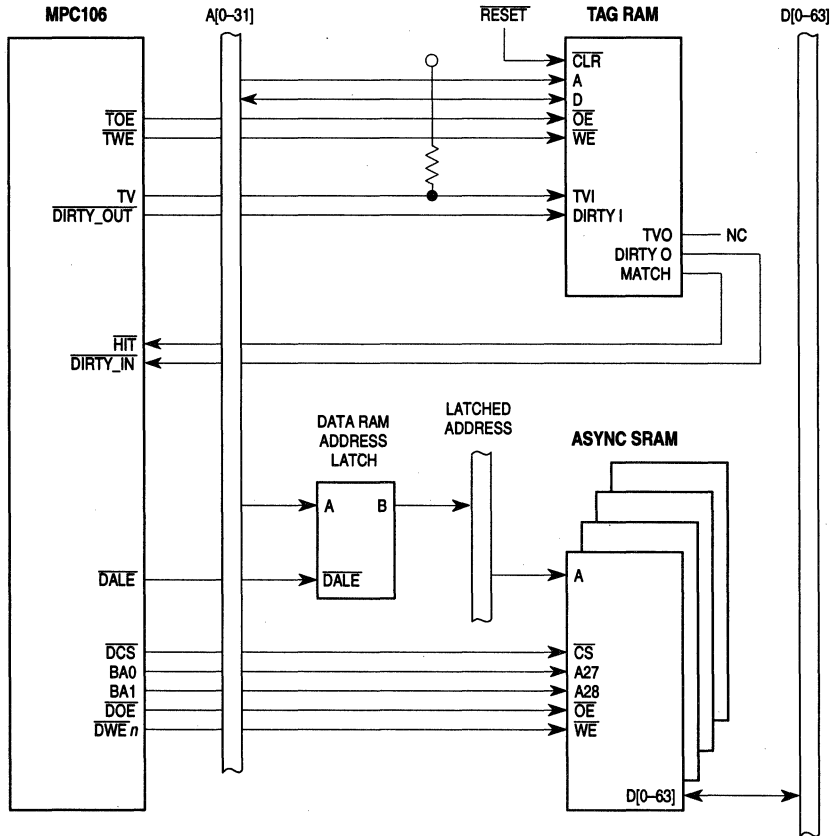 MPC106 A[0–31] RESET TAG RAM D[0–63]
CLR
A
D
TOE OE
TWE WE
TV TVI
DIRTY_OUT DIRTY I
TVO NC
DIRTY O
MATCH
HIT
DIRTY_IN
DATA RAM
ADDRESS
LATCH
LATCHED
ADDRESS
ASYNC SRAM
A B
DALE DALE A
DCS CS
BA0 A27
BA1 A28
DOE OE
DWE n WE
D[0–63]